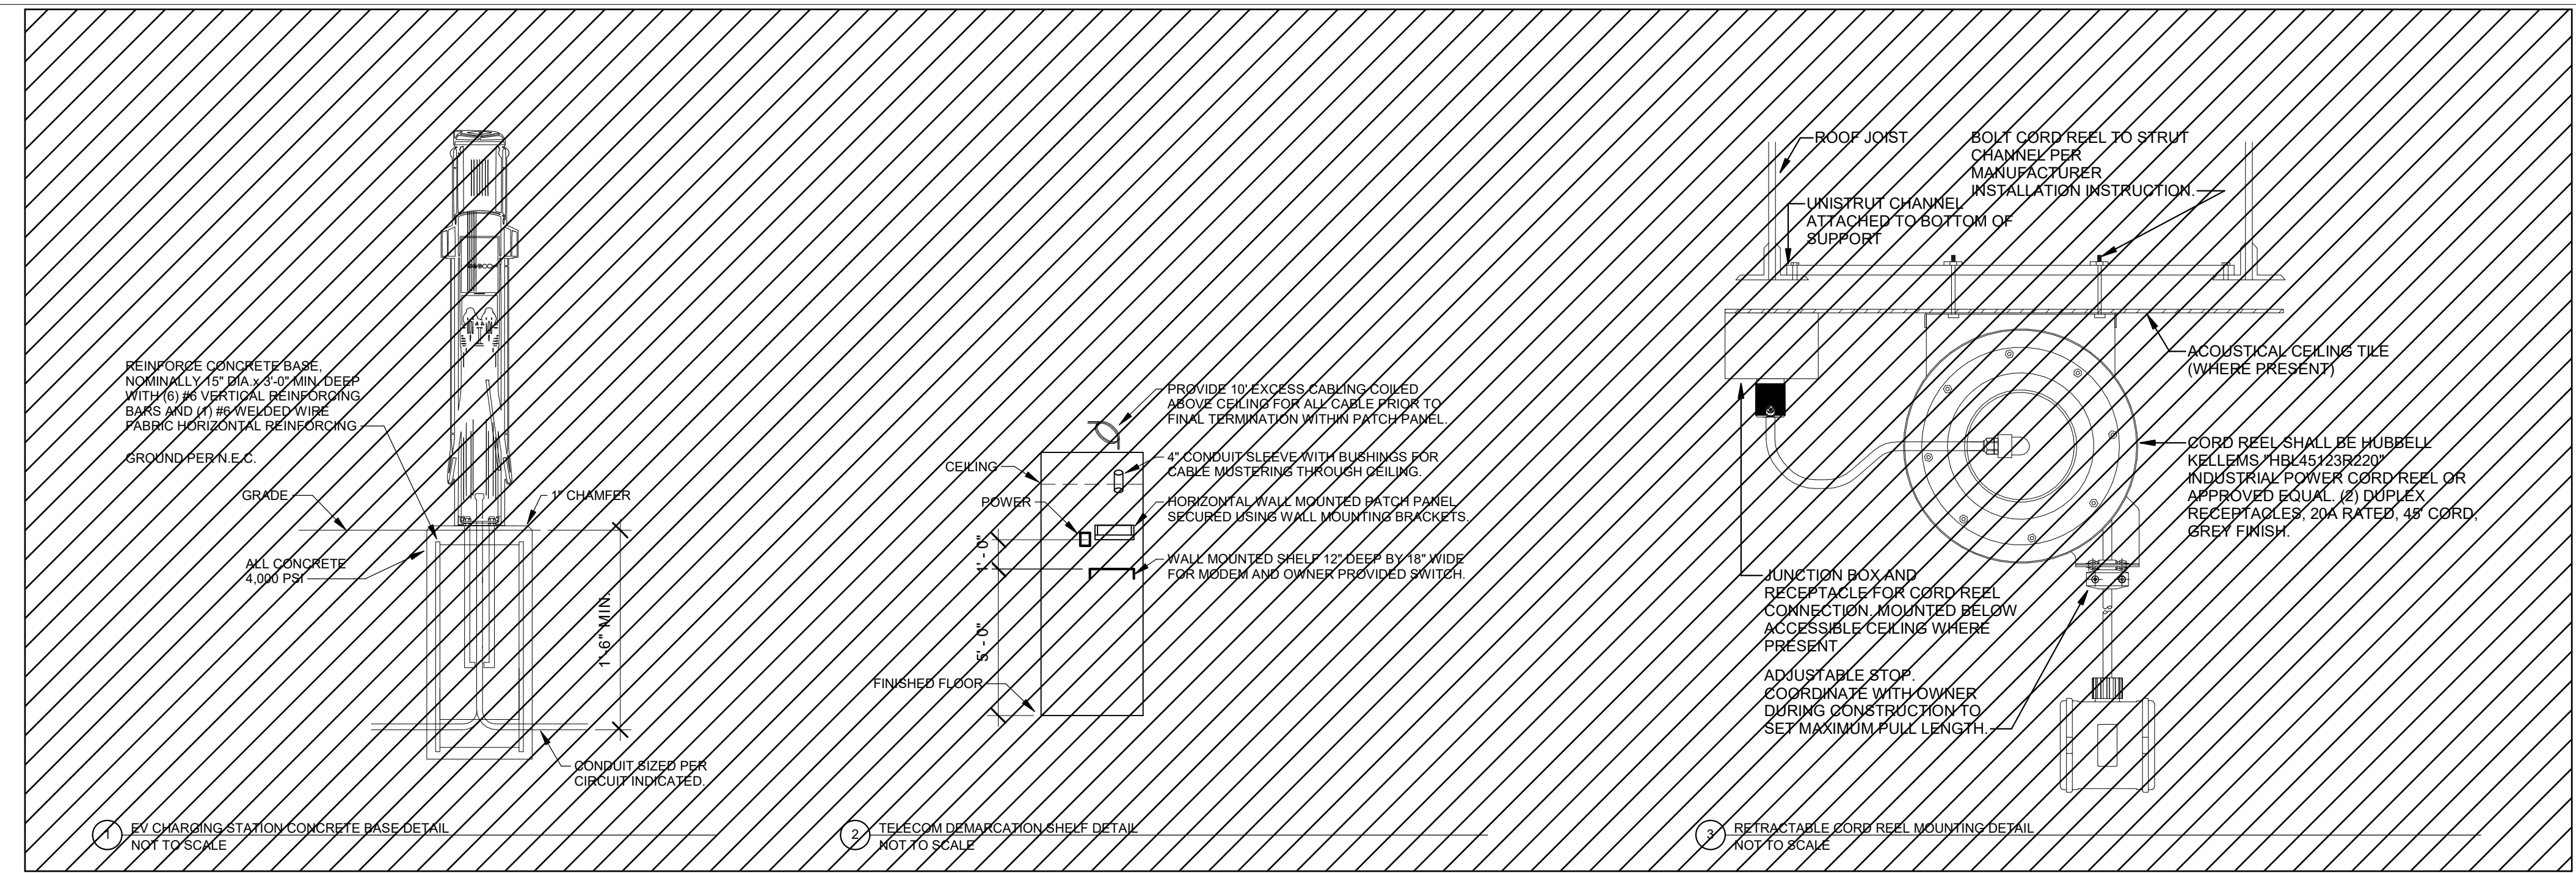 REINFORCE CONCRETE BASE,
NOMINALLY 15" DIA.x 3'-0" MIN. DEEP
WITH (6) #6 VERTICAL REINFORCING
BARS AND (1) #6 WELDED WIRE
FABRIC HORIZONTAL REINFORCING
GROUND PER N.E.C.
GRADE
1" CHAMFER
ALL CONCRETE
4,000 PSI
1'-6" MIN.
CONDUIT SIZED PER
CIRCUIT INDICATED.
1
EV CHARGING STATION CONCRETE BASE DETAIL
NOT TO SCALE
PROVIDE 10' EXCESS CABLING COILED
ABOVE CEILING FOR ALL CABLE PRIOR TO
FINAL TERMINATION WITHIN PATCH PANEL.
CEILING
4" CONDUIT SLEEVE WITH BUSHINGS FOR
CABLE MUSTERING THROUGH CEILING.
POWER
HORIZONTAL WALL MOUNTED PATCH PANEL
SECURED USING WALL MOUNTING BRACKETS.
1' - 0"
WALL MOUNTED SHELF 12" DEEP BY 18" WIDE
FOR MODEM AND OWNER PROVIDED SWITCH.
5' - 0"
FINISHED FLOOR
2
TELECOM DEMARCATION SHELF DETAIL
NOT TO SCALE
ROOF JOIST
BOLT CORD REEL TO STRUT
CHANNEL PER
MANUFACTURER
INSTALLATION INSTRUCTION.
UNISTRUT CHANNEL
ATTACHED TO BOTTOM OF
SUPPORT
ACOUSTICAL CEILING TILE
(WHERE PRESENT)
CORD REEL SHALL BE HUBBELL
KELLEMS "HBL45123R220"
INDUSTRIAL POWER CORD REEL OR
APPROVED EQUAL. (2) DUPLEX
RECEPTACLES, 20A RATED, 45' CORD,
GREY FINISH.
JUNCTION BOX AND
RECEPTACLE FOR CORD REEL
CONNECTION. MOUNTED BELOW
ACCESSIBLE CEILING WHERE
PRESENT
ADJUSTABLE STOP.
COORDINATE WITH OWNER
DURING CONSTRUCTION TO
SET MAXIMUM PULL LENGTH.
3
RETRACTABLE CORD REEL MOUNTING DETAIL
NOT TO SCALE